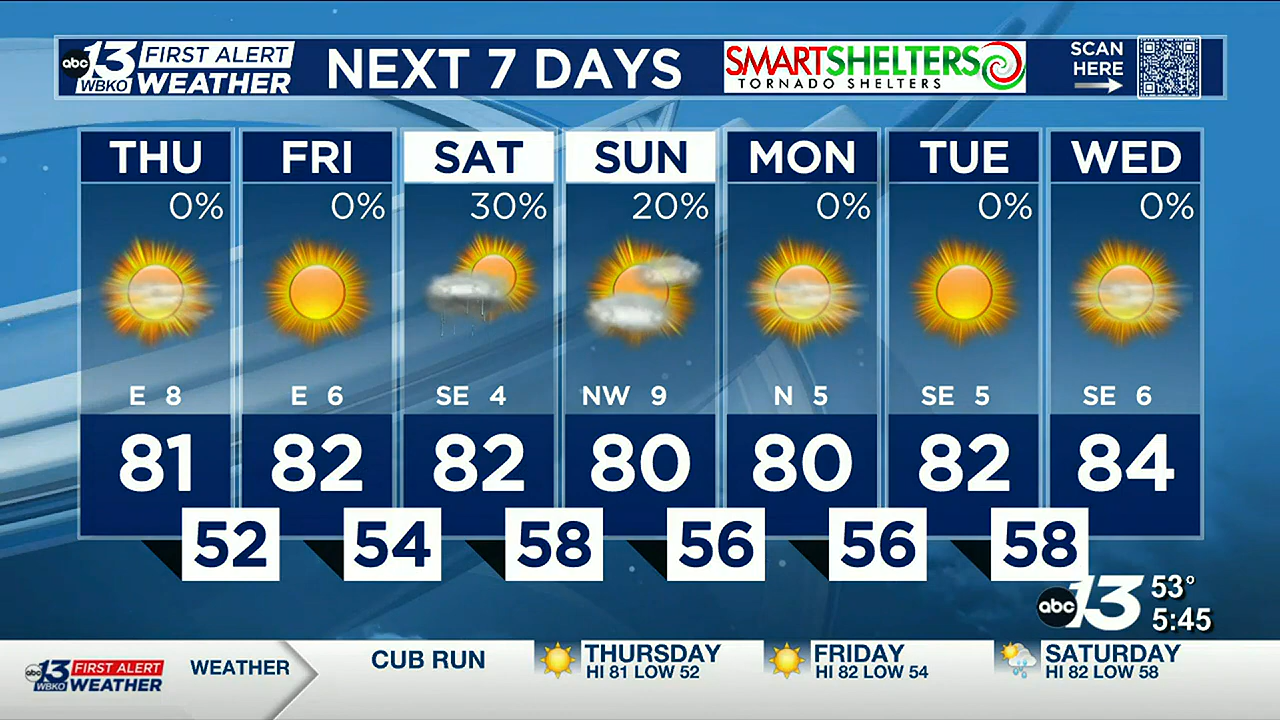 abc 13 WBKO FIRST ALERT WEATHER
NEXT 7 DAYS
SMARTSHELTERS
TORNADO SHELTERS
SCAN
HERE
THU FRI SAT SUN MON TUE WED
0% 0% 30% 20% 0% 0% 0%
E 8 E 6 SE 4 NW 9 N 5 SE 5 SE 6
81 82 82 80 80 82 84
52 54 58 56 56 58
abc 13 53°
5:45
abc 13 WBKO FIRST ALERT WEATHER
WEATHER
CUB RUN
THURSDAY
HI 81 LOW 52
FRIDAY
HI 82 LOW 54
SATURDAY
HI 82 LOW 58